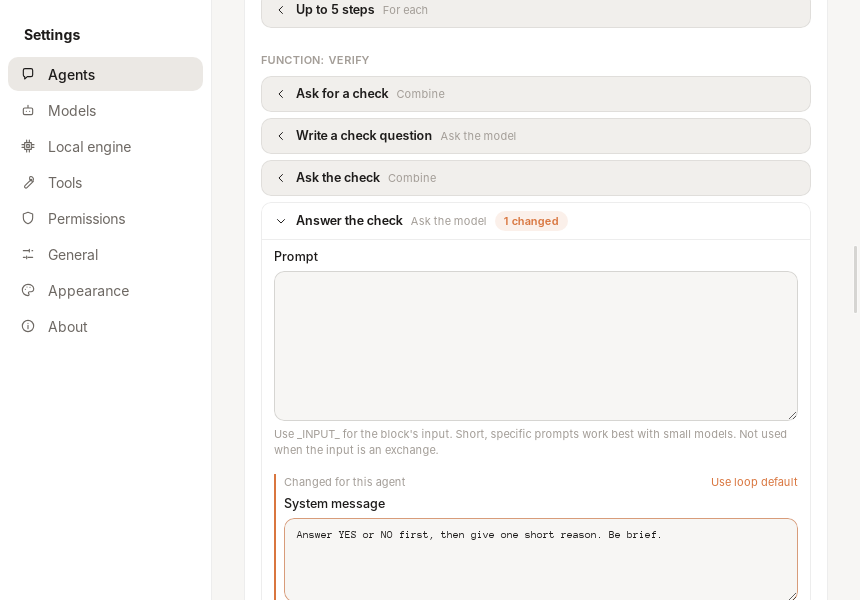 Settings
Agents
Models
Local engine
Tools
Permissions
General
Appearance
About
Up to 5 steps For each
FUNCTION: VERIFY
Ask for a check Combine
Write a check question Ask the model
Ask the check Combine
Answer the check Ask the model 1 changed
Prompt
Use _INPUT_ for the block's input. Short, specific prompts work best with small models. Not used
when the input is an exchange.
Changed for this agent Use loop default
System message
Answer YES or NO first, then give one short reason. Be brief.